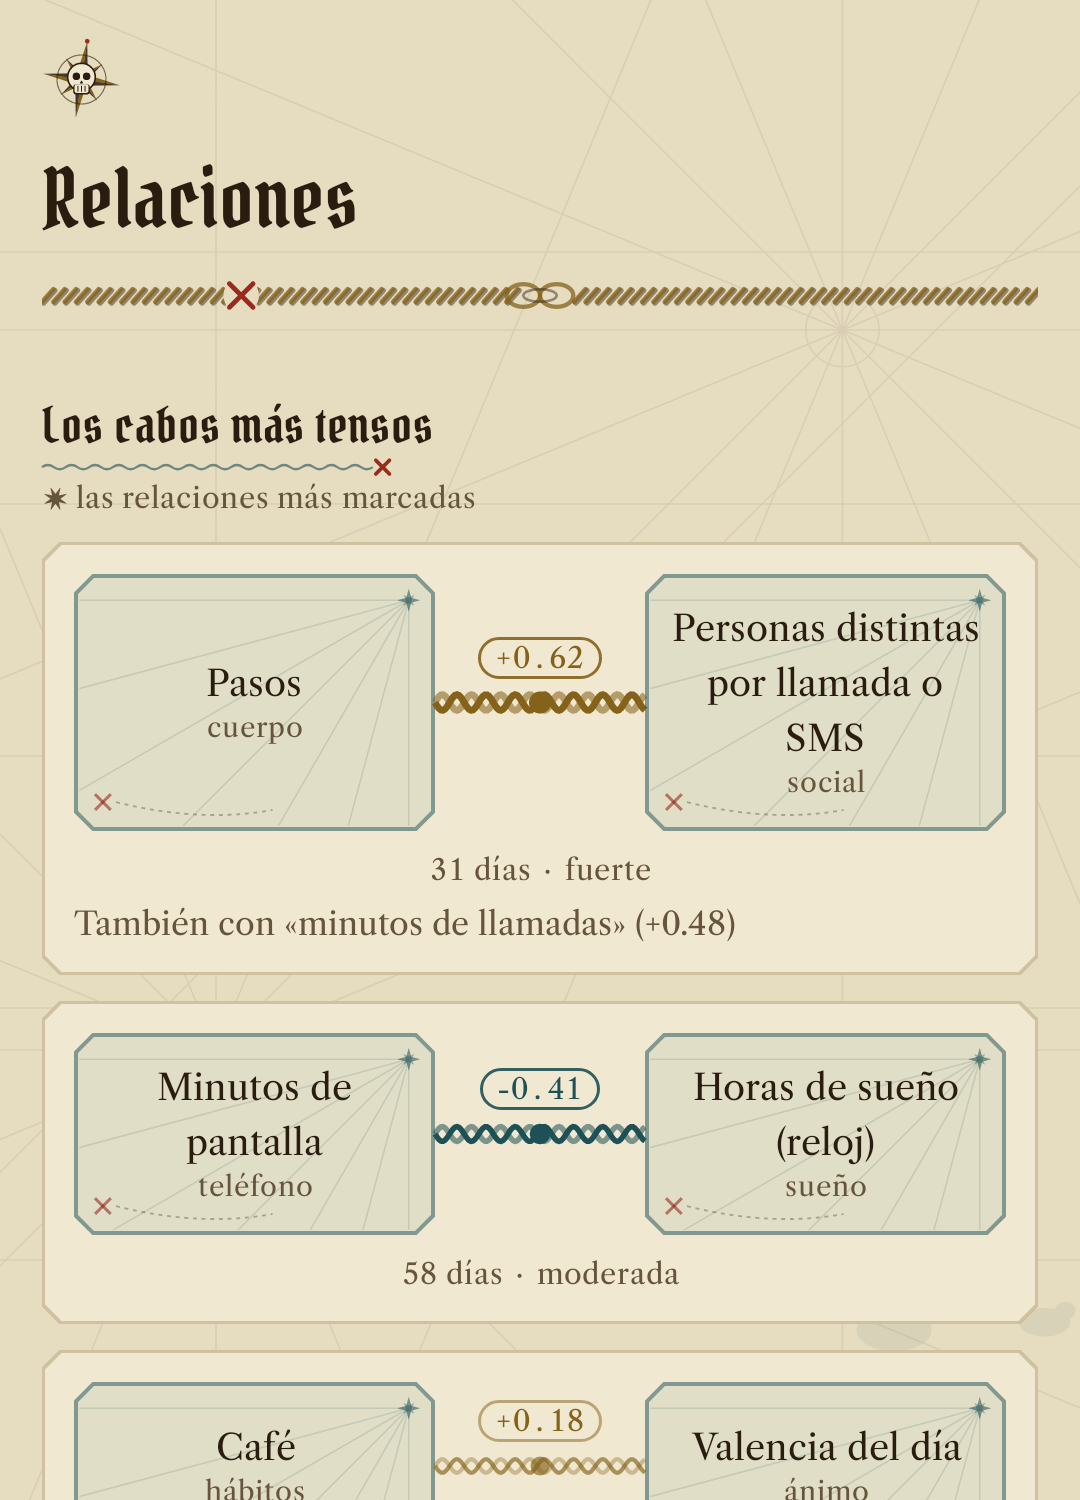 Relaciones
Los cabos más tensos
las relaciones más marcadas
Pasos
cuerpo
+0.62
Personas distintas
por llamada o
SMS
social
31 días · fuerte
También con «minutos de llamadas» (+0.48)
Minutos de
pantalla
teléfono
-0.41
Horas de sueño
(reloj)
sueño
58 días · moderada
Café
hábitos
+0.18
Valencia del día
ánimo